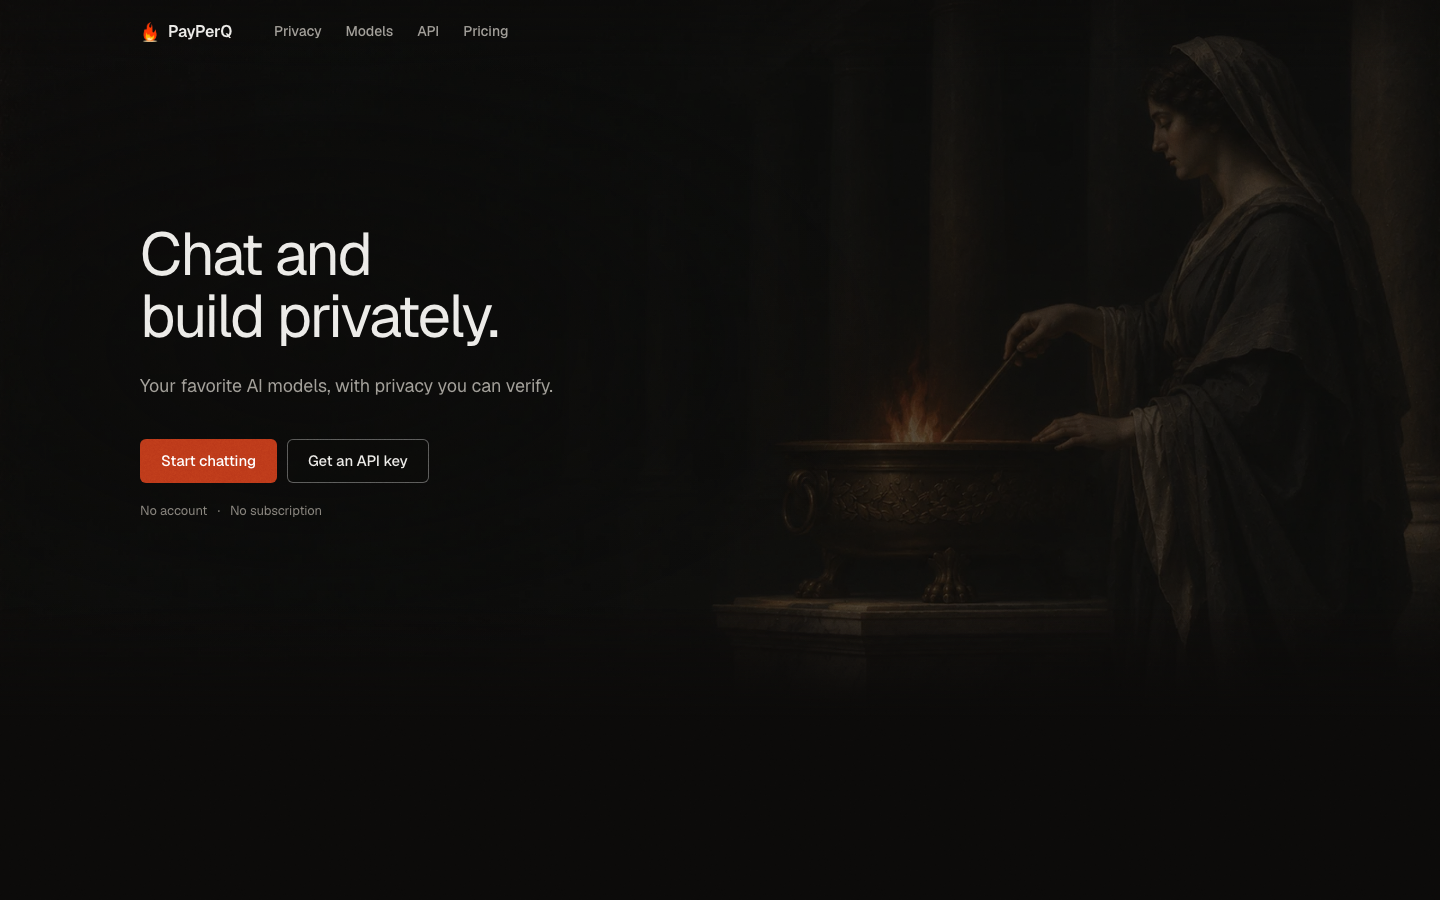 PayPerQ
Privacy
Models
API
Pricing
Chat and
build privately.
Your favorite AI models, with privacy you can verify.
Start chatting
Get an API key
No account · No subscription